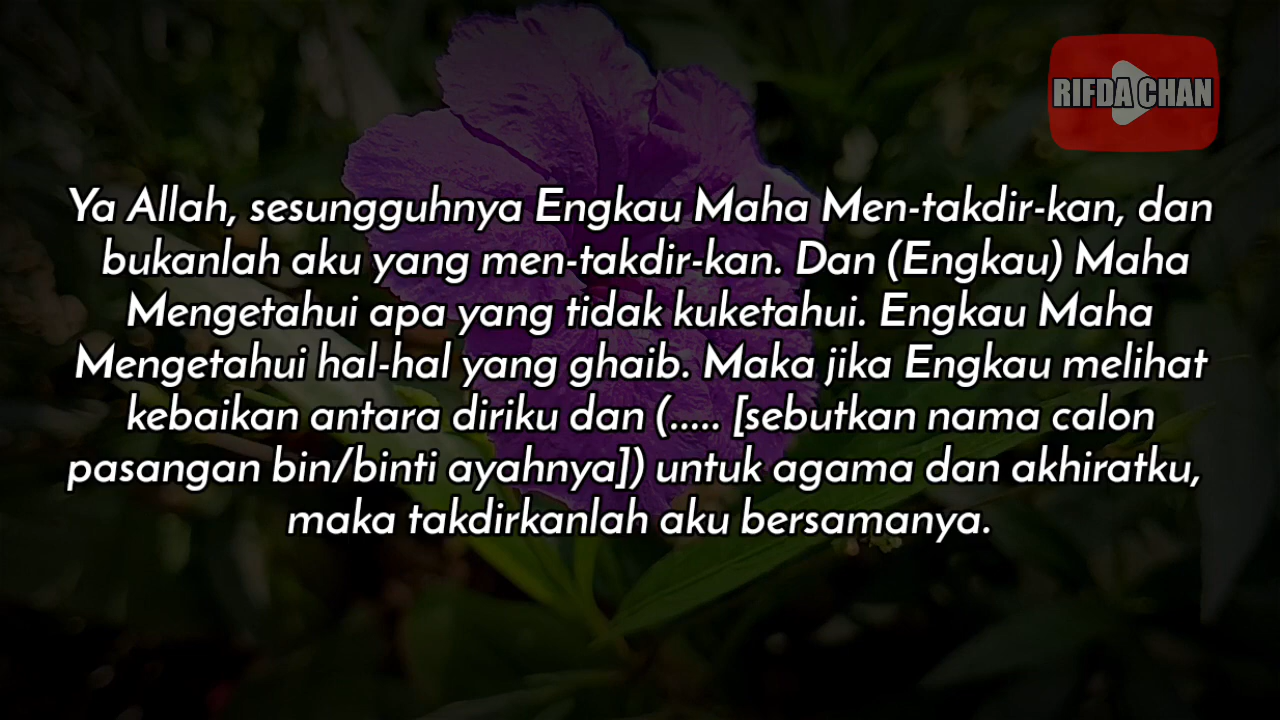 RIFDA CHAN
Ya Allah, sesungguhnya Engkau Maha Men-takdir-kan, dan
bukanlah aku yang men-takdir-kan. Dan (Engkau) Maha
Mengetahui apa yang tidak kuketahui. Engkau Maha
Mengetahui hal-hal yang ghaib. Maka jika Engkau melihat
kebaikan antara diriku dan (..... [sebutkan nama calon
pasangan bin/binti ayahnya]) untuk agama dan akhiratku,
maka takdirkanlah aku bersamanya.